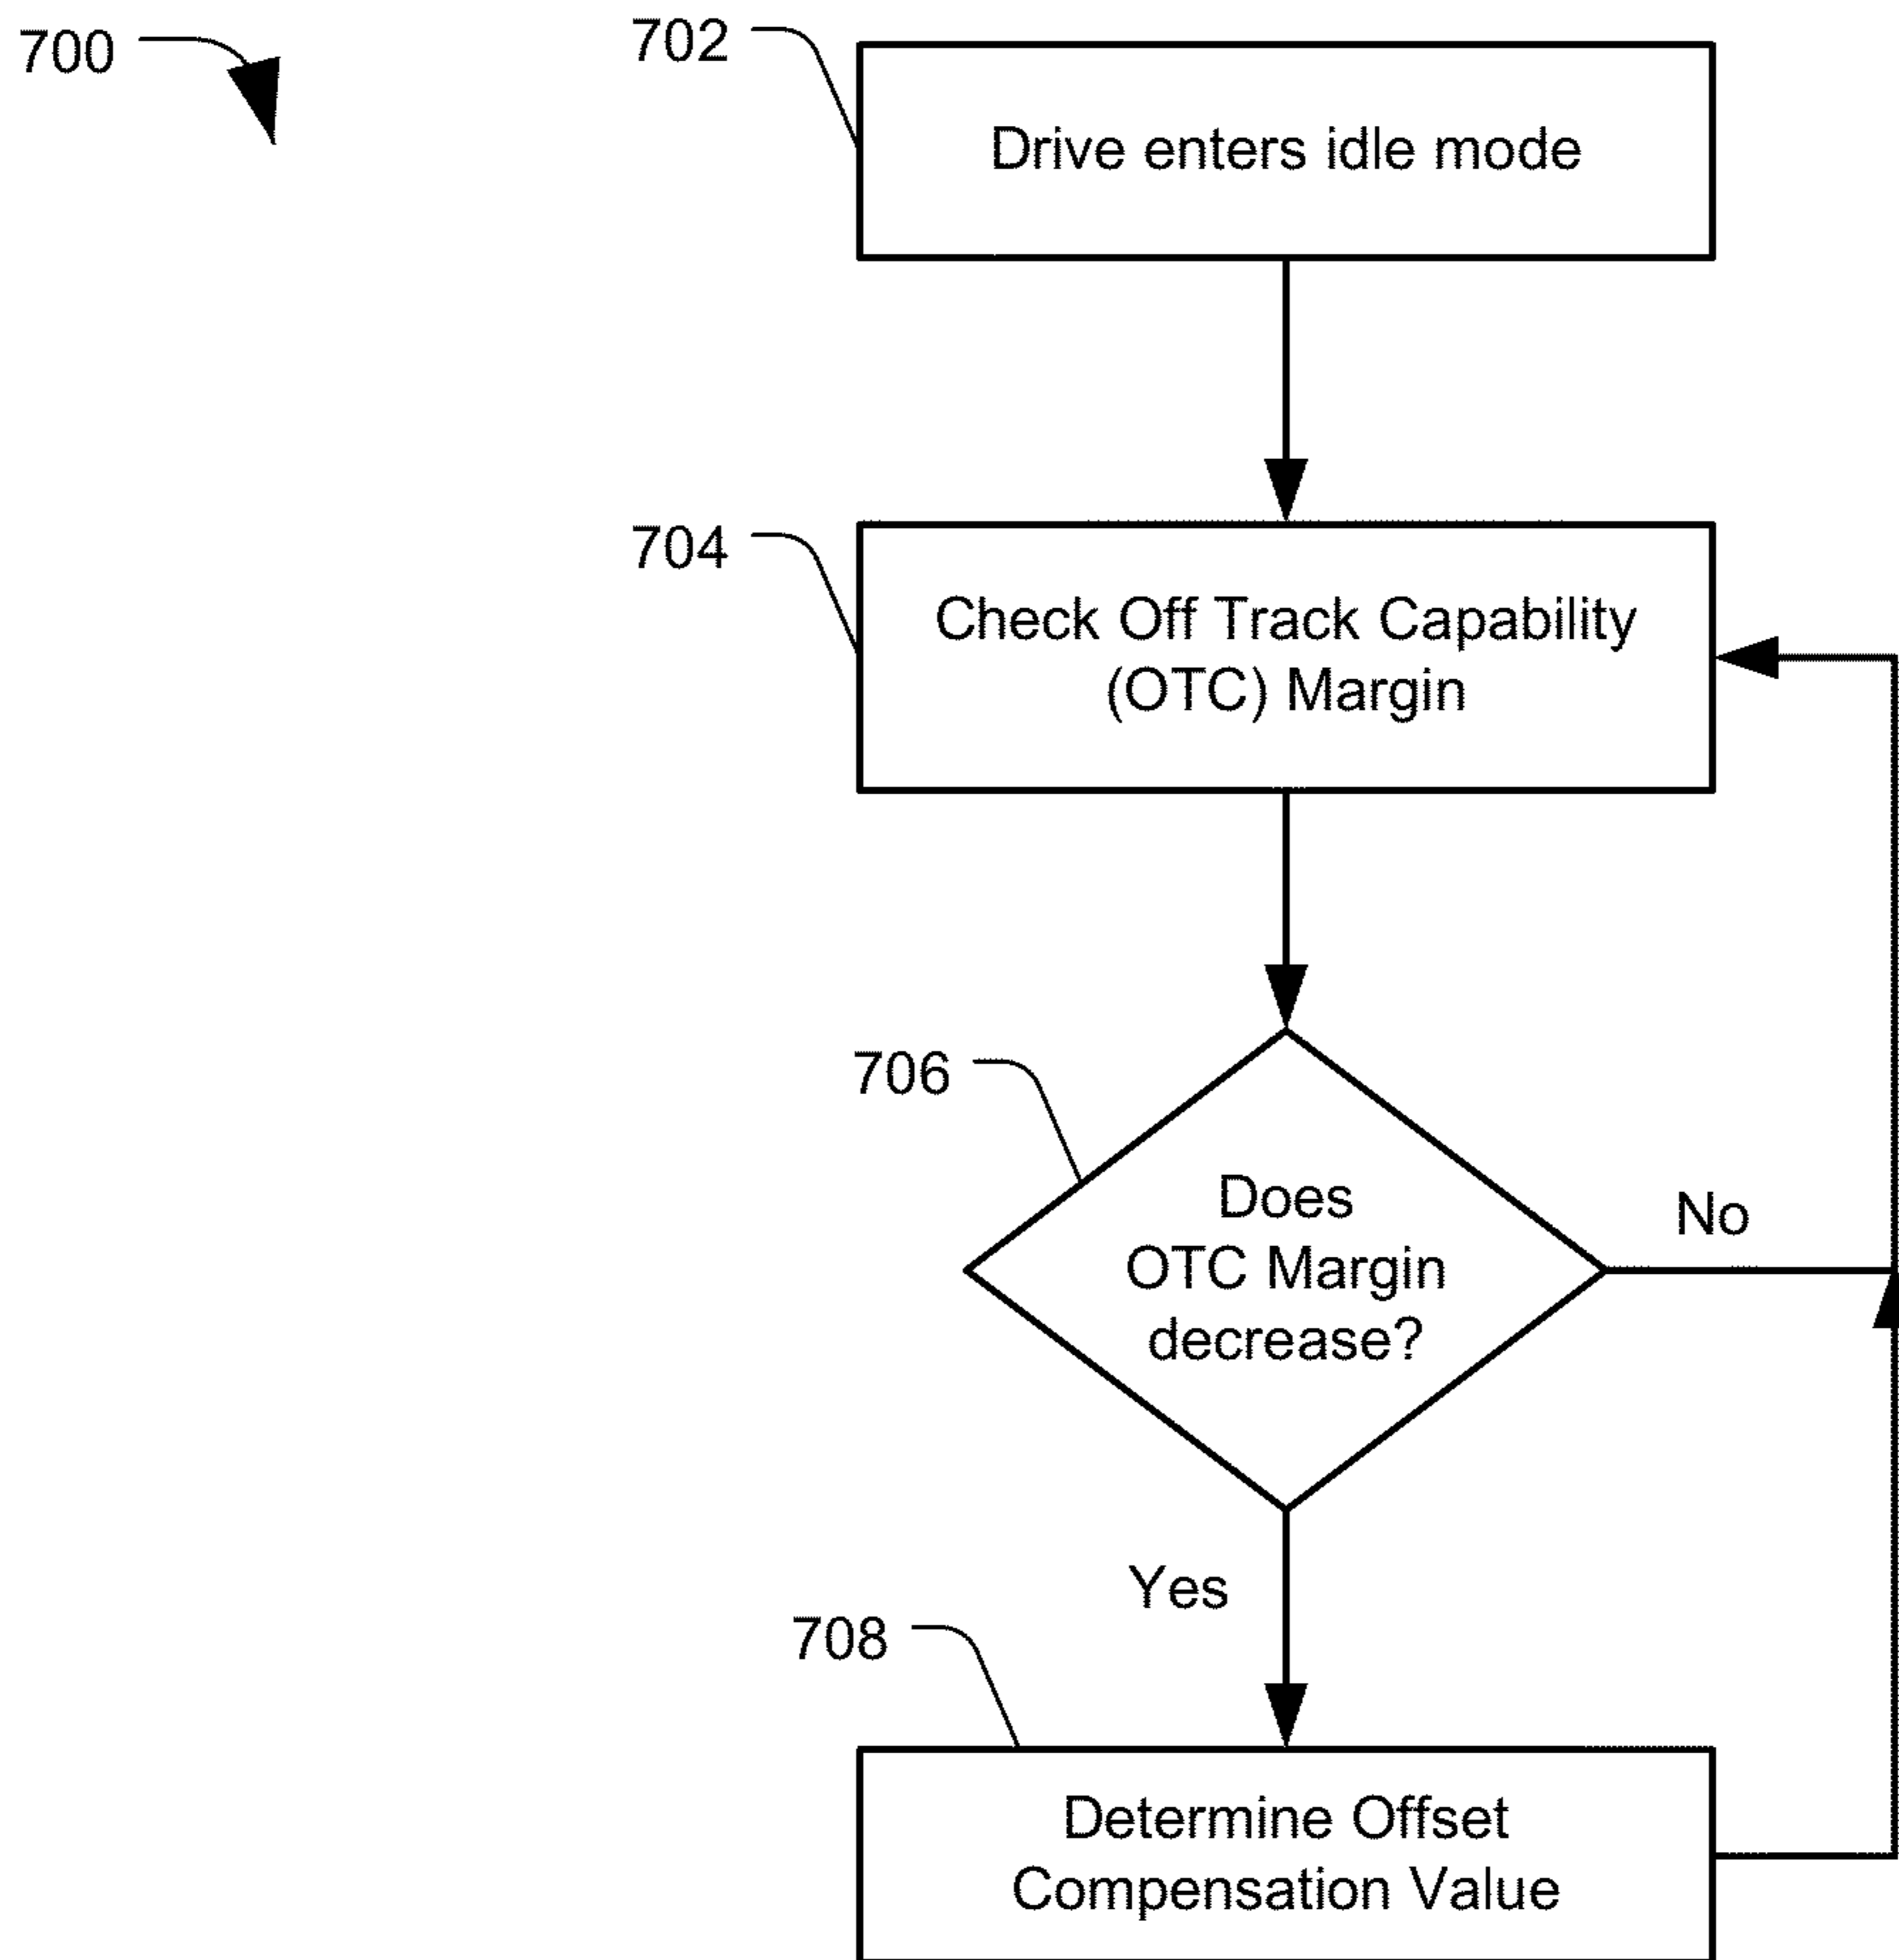 700
702
Drive enters idle mode
704
Check Off Track Capability
(OTC) Margin
706
Does
OTC Margin
decrease?
No
Yes
708
Determine Offset
Compensation Value